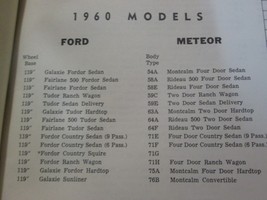 1960 MODELS
FORD METEOR
Wheel Base Body Type
119" Galaxie Fordor Sedan 54A Montcalm Four Door Sedan
119" Fairlane 500 Fordor Sedan 58A Rideau 500 Four Door Sedan
119" Fairlane Fordor Sedan 58E Rideau Four Door Sedan
119" Tudor Ranch Wagon 59C Two Door Ranch Wagon
119" Tudor Sedan Delivery 59E Two Door Sedan Delivery
119" Galaxie Tudor Hardtop 63A Montcalm Two Door Hardtop
119" Fairlane 500 Tudor Sedan 64A Rideau 500 Two Door Sedan
119" Fairlane Tudor Sedan 64F Rideau Two Door Sedan
119" Fordor Country Sedan (9 Pass.) 71E Four Door Country Sedan (9 Pass.)
119" Fordor Country Sedan (6 Pass.) 71F Four Door Country Sedan (6 Pass.)
119" *Fordor Country Squire 71G
119" Fordor Ranch Wagon 71H Four Door Ranch Wagon
119" Galaxie Fordor Hardtop 75A Montcalm Four Door Hardtop
119" Galaxie Sunliner 76B Montcalm Convertible